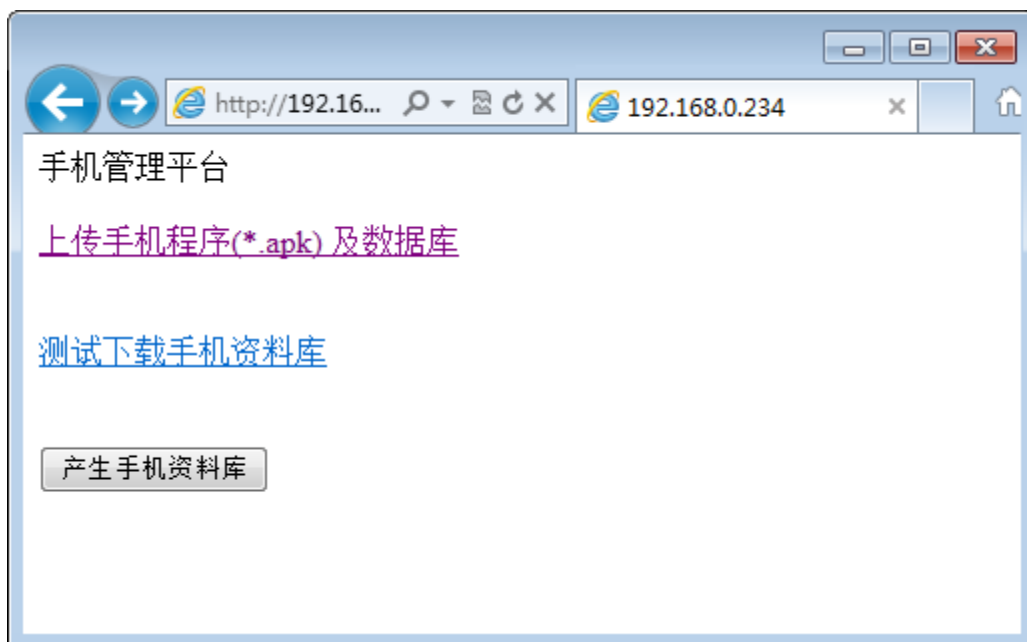 http://192.16... 192.168.0.234
手机管理平台
上传手机程序(*.apk) 及数据库
测试下载手机资料库
产生手机资料库